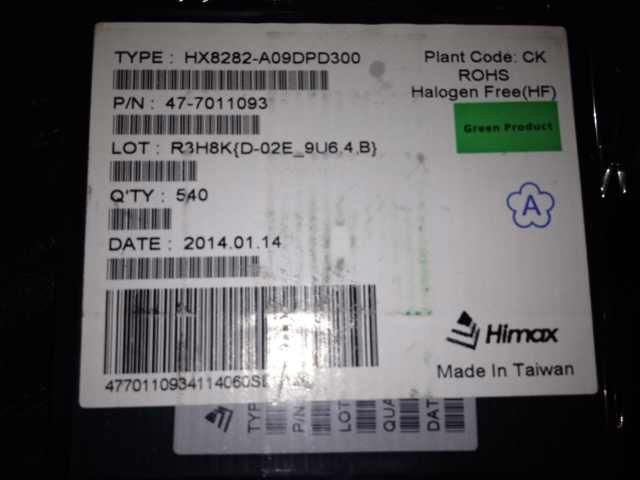 TYPE : HX8282-A09DPD300
Plant Code: CK
ROHS
Halogen Free(HF)
P/N : 47-7011093
Green Product
LOT : R3H8K{D-02E_9U6,4,B}
Q'TY : 540
A
DATE : 2014.01.14
Himax
Made In Taiwan
TYP
P/N
LOT
QUA
DAT